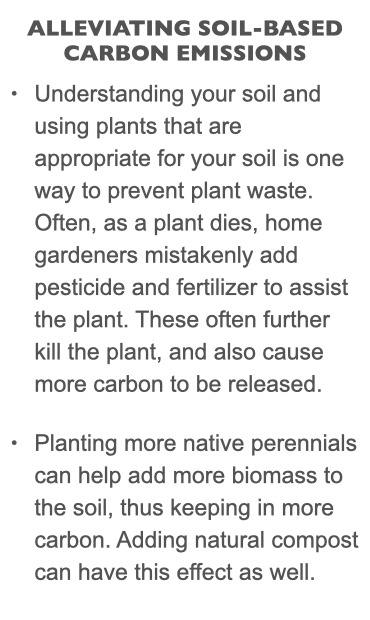 ALLEVIATING SOIL-BASED
CARBON EMISSIONS
• Understanding your soil and
using plants that are
appropriate for your soil is one
way to prevent plant waste.
Often, as a plant dies, home
gardeners mistakenly add
pesticide and fertilizer to assist
the plant. These often further
kill the plant, and also cause
more carbon to be released.
• Planting more native perennials
can help add more biomass to
the soil, thus keeping in more
carbon. Adding natural compost
can have this effect as well.